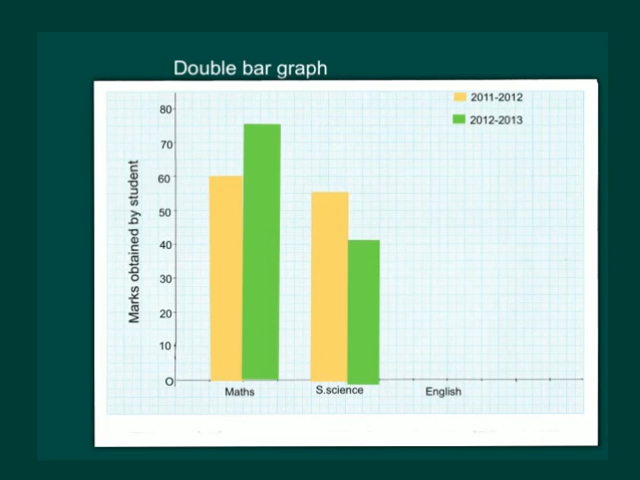 Double bar graph
2011-2012
2012-2013
Marks obtained by student
80
70
60
50
40
30
20
10
O
Maths
S.science
English